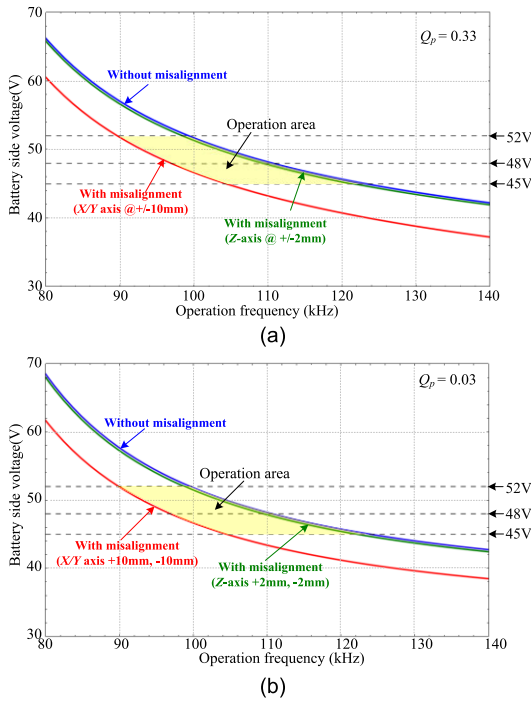 (a)
70
60
50
40
30
Battery side voltage(V)
Qp = 0.33
Without misalignment
Operation area
52V
48V
45V
With misalignment
(X/Y axis @+/-10mm)
With misalignment
(Z-axis @ +/-2mm)
80 90 100 110 120 130 140
Operation frequency (kHz)
(a)
70
60
50
40
30
Battery side voltage(V)
Qp = 0.03
Without misalignment
Operation area
52V
48V
45V
With misalignment
(X/Y axis +10mm, -10mm)
With misalignment
(Z-axis +2mm, -2mm)
80 90 100 110 120 130 140
Operation frequency (kHz)
(b)